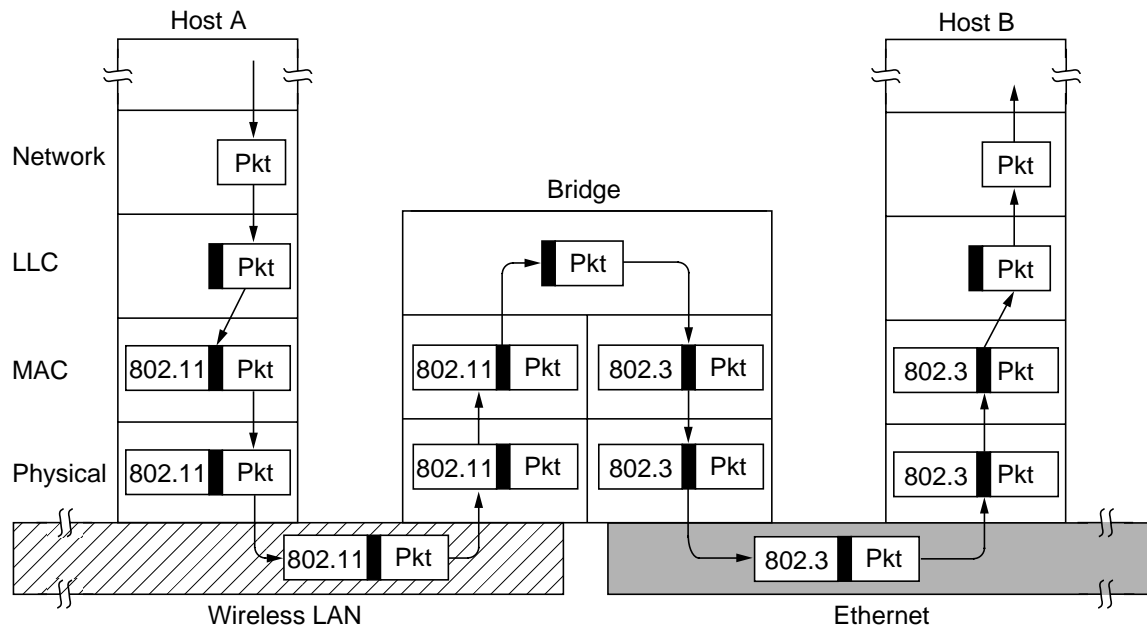 Host A
Host B
Network
Pkt
Pkt
Bridge
LLC
Pkt
Pkt
Pkt
MAC
802.11 Pkt
802.11 Pkt
802.3 Pkt
802.3 Pkt
Physical
802.11 Pkt
802.11 Pkt
802.3 Pkt
802.3 Pkt
802.11 Pkt
802.3 Pkt
Wireless LAN
Ethernet